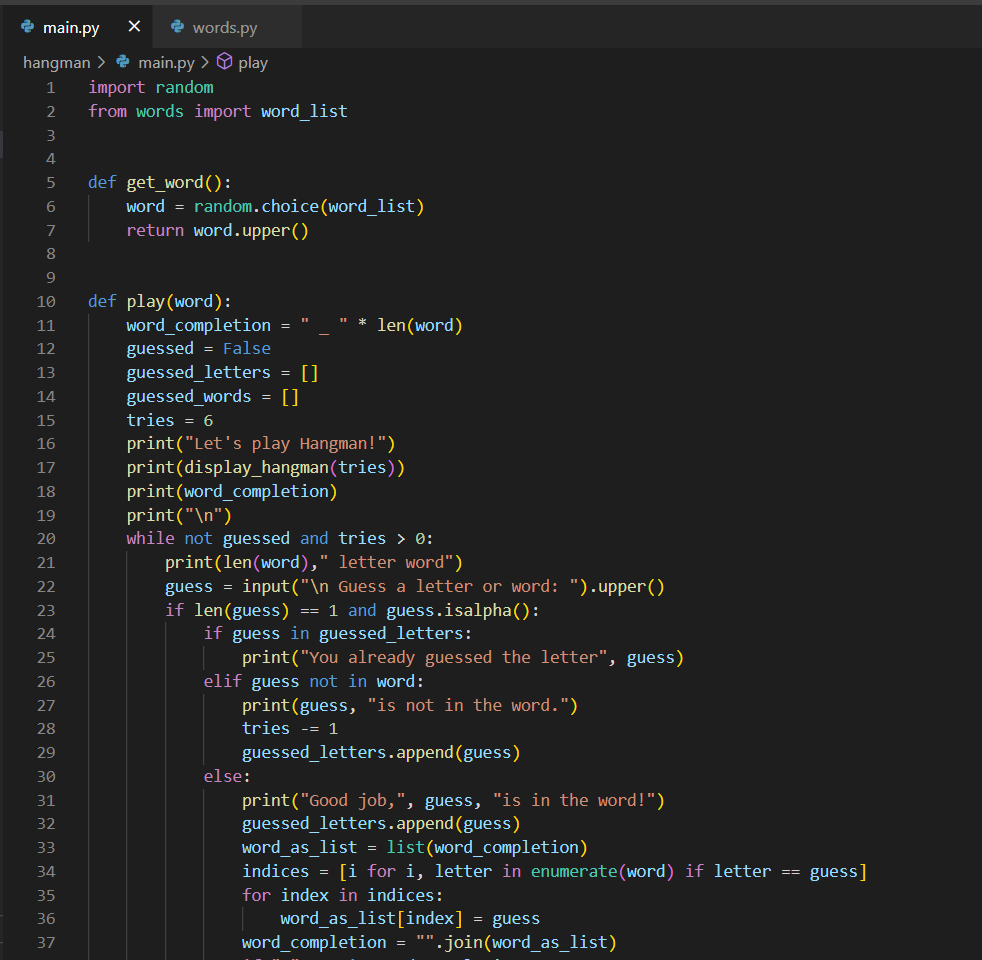 main.py × words.py
hangman > main.py > play
1 import random
2 from words import word_list
3
4
5 def get_word():
6     word = random.choice(word_list)
7     return word.upper()
8
9
10 def play(word):
11     word_completion = " _ " * len(word)
12     guessed = False
13     guessed_letters = []
14     guessed_words = []
15     tries = 6
16     print("Let's play Hangman!")
17     print(display_hangman(tries))
18     print(word_completion)
19     print("\n")
20     while not guessed and tries > 0:
21         print(len(word)," letter word")
22         guess = input("\n Guess a letter or word: ").upper()
23         if len(guess) == 1 and guess.isalpha():
24             if guess in guessed_letters:
25                 print("You already guessed the letter", guess)
26             elif guess not in word:
27                 print(guess, "is not in the word.")
28                 tries -= 1
29                 guessed_letters.append(guess)
30             else:
31                 print("Good job,", guess, "is in the word!")
32                 guessed_letters.append(guess)
33                 word_as_list = list(word_completion)
34                 indices = [i for i, letter in enumerate(word) if letter == guess]
35                 for index in indices:
36                     word_as_list[index] = guess
37                 word_completion = "".join(word_as_list)